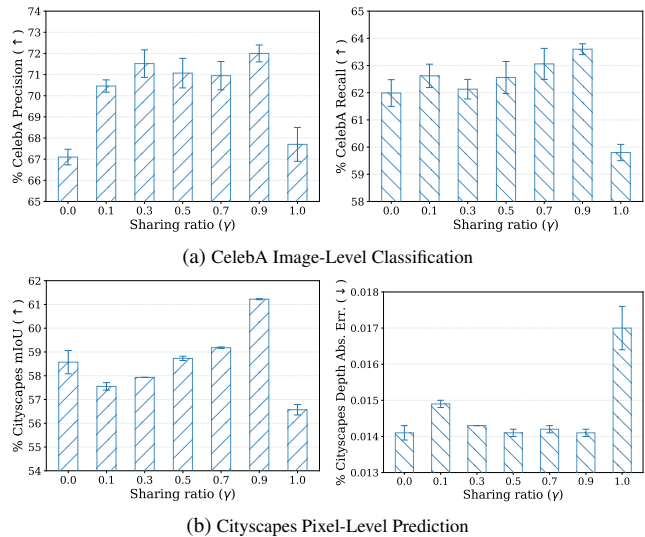 74
73
72
71
70
69
68
67
66
65
% CelebA Precision (↑)
0.0 0.1 0.3 0.5 0.7 0.9 1.0
Sharing ratio (γ)
65
64
63
62
61
60
59
58
% CelebA Recall (↑)
0.0 0.1 0.3 0.5 0.7 0.9 1.0
Sharing ratio (γ)
(a) CelebA Image-Level Classification
62
61
60
59
58
57
56
55
54
% Cityscapes mIoU (↑)
0.0 0.1 0.3 0.5 0.7 0.9 1.0
Sharing ratio (γ)
0.018
0.017
0.016
0.015
0.014
0.013
% Cityscapes Depth Abs. Err. (↓)
0.0 0.1 0.3 0.5 0.7 0.9 1.0
Sharing ratio (γ)
(b) Cityscapes Pixel-Level Prediction